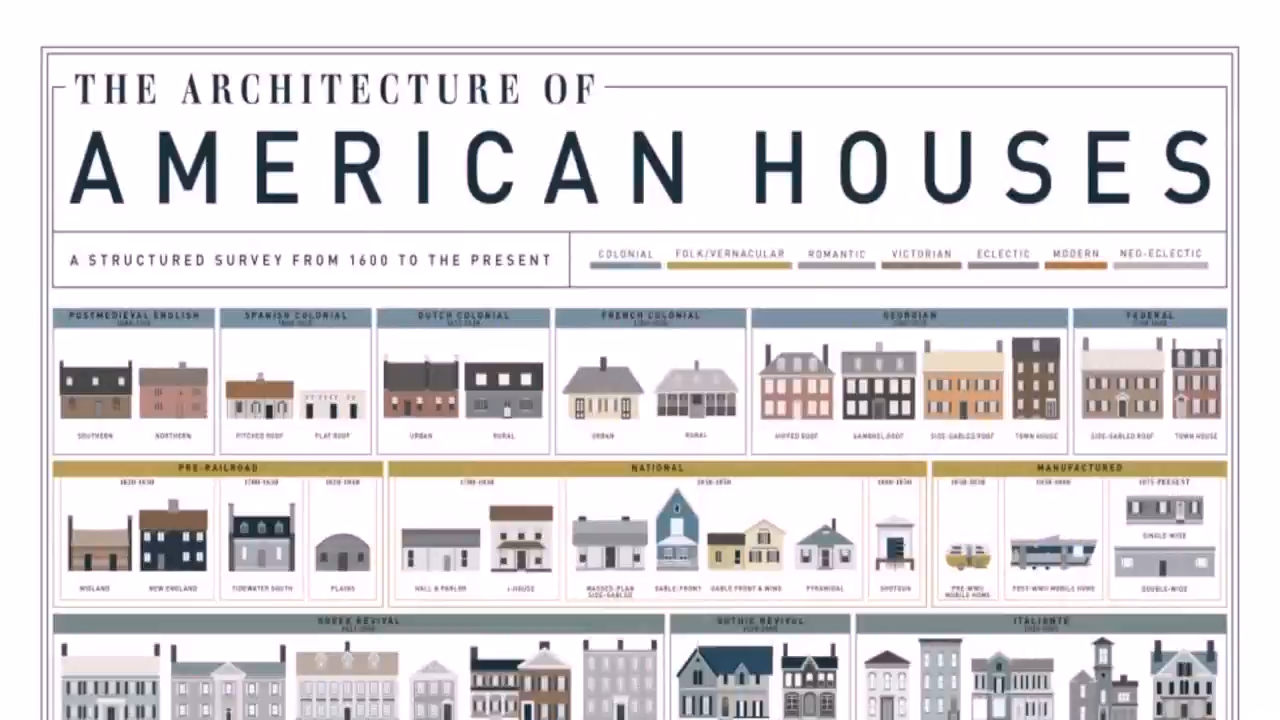 THE ARCHITECTURE OF
AMERICAN HOUSES
A STRUCTURED SURVEY FROM 1600 TO THE PRESENT
COLONIAL FOLK/VERNACULAR ROMANTIC VICTORIAN ECLECTIC MODERN NEO-ECLECTIC
POSTMEDIEVAL ENGLISH SPANISH COLONIAL DUTCH COLONIAL FRENCH COLONIAL GEORGIAN FEDERAL
SOUTHERN NORTHERN PITCHED ROOF FLAT ROOF URBAN RURAL URBAN RURAL HIPPED ROOF GAMBREL ROOF SIDE-GABLED ROOF TOWN HOUSE SIDE-GABLED ROOF TOWN HOUSE
PRE-RAILROAD NATIONAL MANUFACTURED
1850-1890 1975-PRESENT
SINGLE-WIDE
MIDLAND NEW ENGLAND TIDEWATER SOUTH PLAINS HALL & PARLOR I-HOUSE MASSED-PLAN SIDE-GABLED GABLE-FRONT GABLE FRONT & WING PYRAMIDAL SHOTGUN PRE-WWII MOBILE HOME POST-WWII MOBILE HOME DOUBLE-WIDE
GREEK REVIVAL GOTHIC REVIVAL ITALIANTE